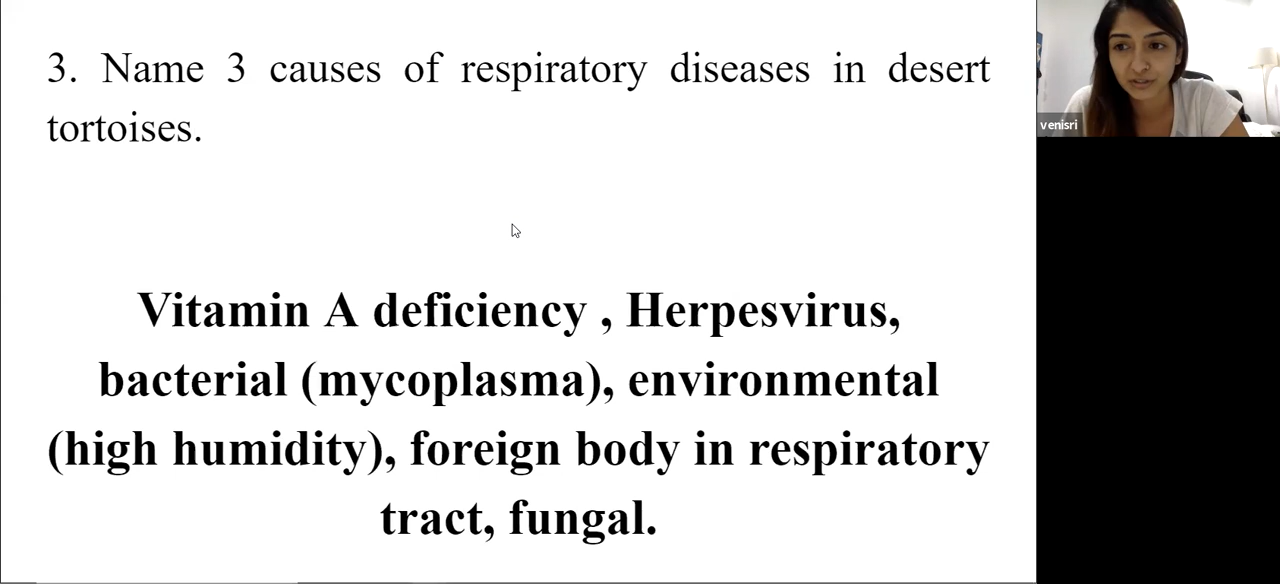 3. Name 3 causes of respiratory diseases in desert
tortoises.
Vitamin A deficiency , Herpesvirus,
bacterial (mycoplasma), environmental
(high humidity), foreign body in respiratory
tract, fungal.
venisri